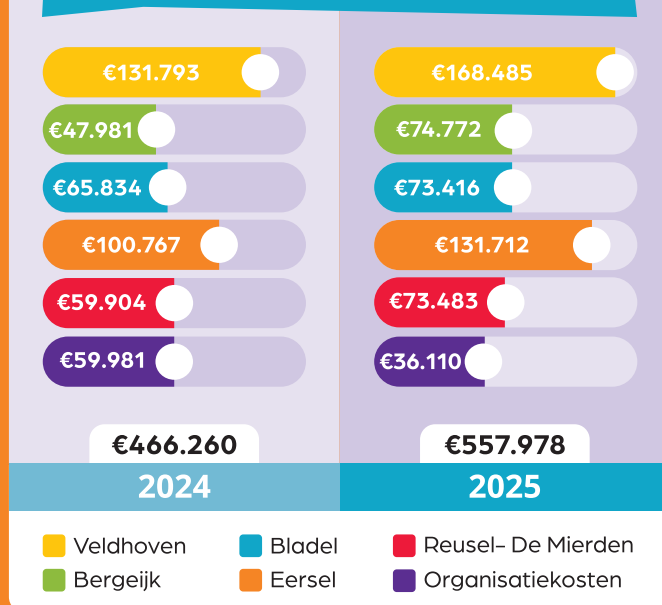 €131.793
€47.981
€65.834
€100.767
€59.904
€59.981
€466.260
2024
€168.485
€74.772
€73.416
€131.712
€73.483
€36.110
€557.978
2025
Veldhoven
Bergeijk
Bladel
Eersel
Reusel- De Mierden
Organisatiekosten